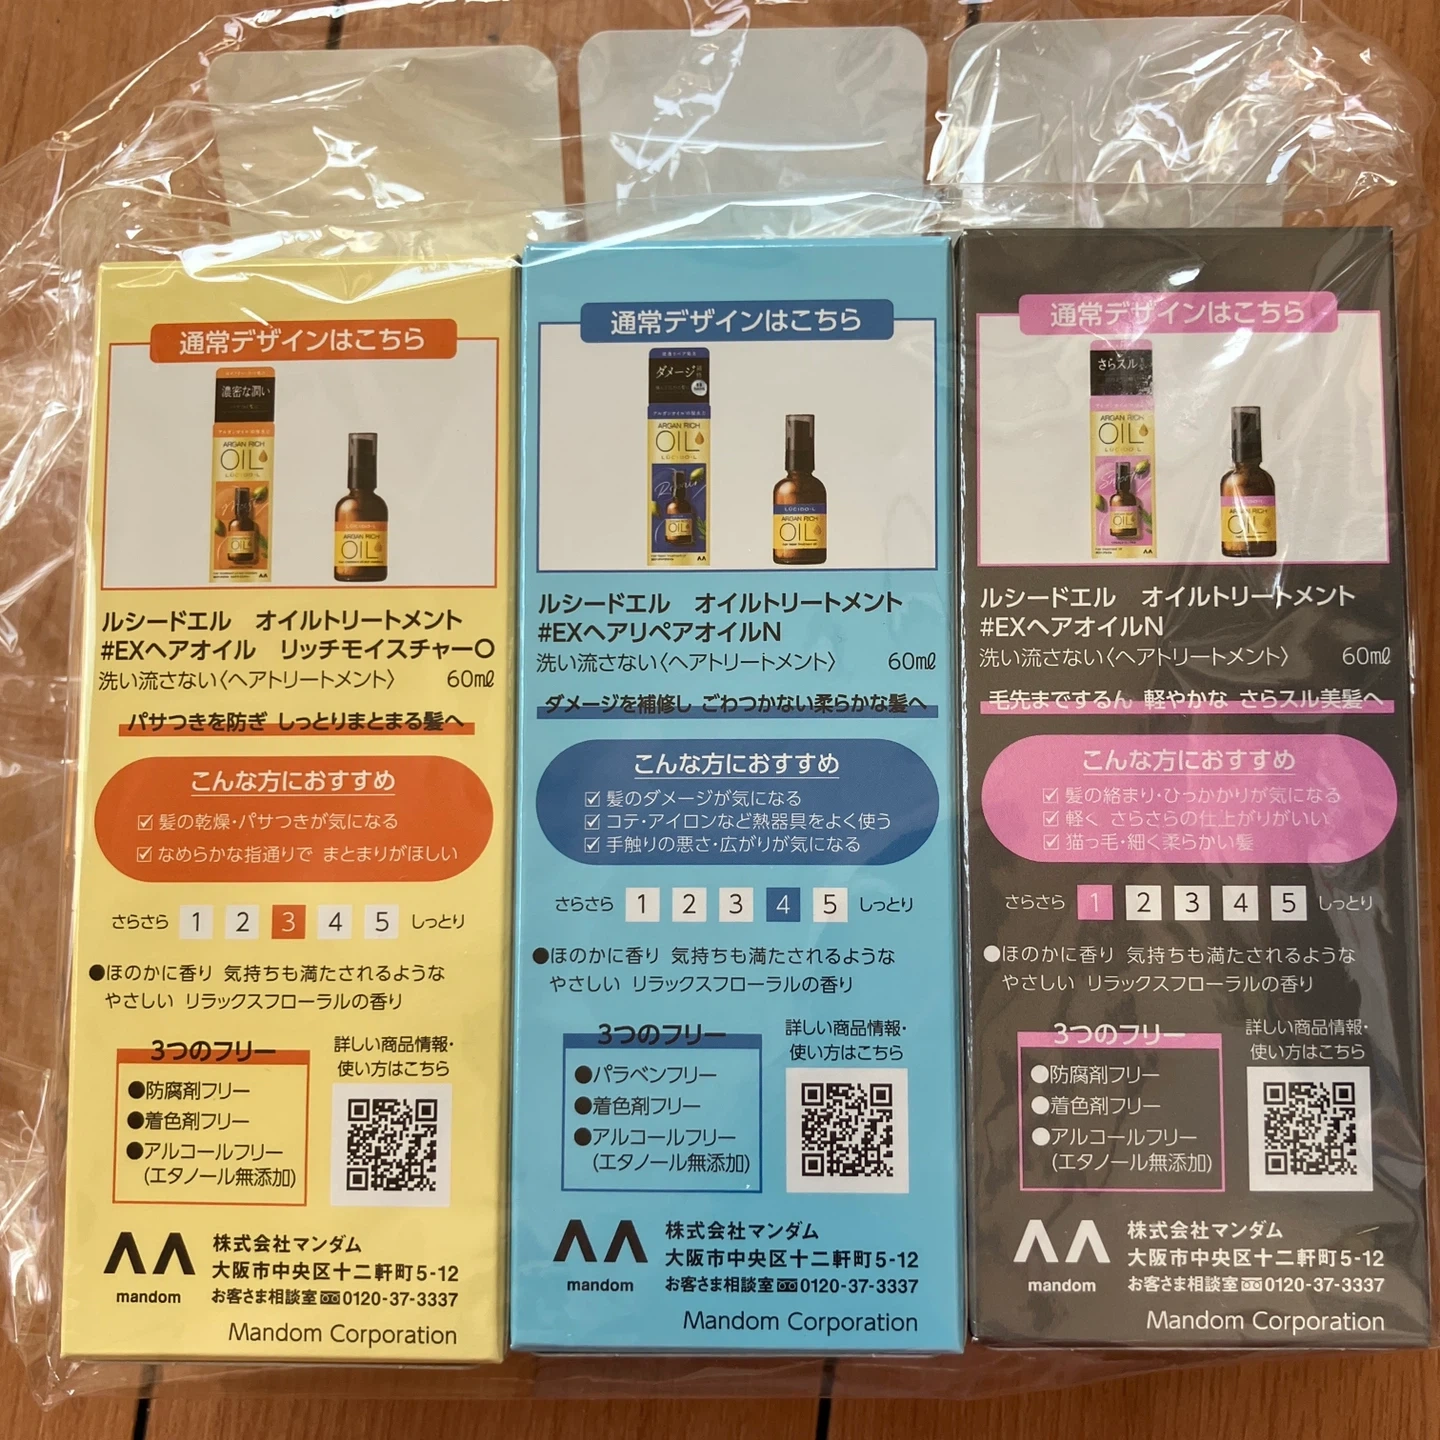 通常デザインはこちら
濃密な潤い
ARGAN RICH
OIL
LÚCIDO-L
ARGAN RICH
OIL
ルシードエル オイルトリートメント
#EXヘアオイル リッチモイスチャーO
洗い流さない〈ヘアトリートメント〉 60㎖
パサつきを防ぎ しっとりまとまる髪へ
こんな方におすすめ
☑髪の乾燥・パサつきが気になる
☑なめらかな指通りで まとまりがほしい
さらさら 1 2 3 4 5 しっとり
●ほのかに香り 気持ちも満たされるような
やさしい リラックスフローラルの香り
3つのフリー
●防腐剤フリー
●着色剤フリー
●アルコールフリー
(エタノール無添加)
詳しい商品情報・
使い方はこちら
mandom
株式会社マンダム
大阪市中央区十二軒町5-12
お客さま相談室 0120-37-3337
Mandom Corporation
通常デザインはこちら
ダメージ
ARGAN RICH
OIL
LÚCIDO-L
Repair
LÚCIDO-L
ARGAN RICH
OIL
ルシードエル オイルトリートメント
#EXヘアリペアオイルN
洗い流さない〈ヘアトリートメント〉 60㎖
ダメージを補修し ごわつかない柔らかな髪へ
こんな方におすすめ
☑髪のダメージが気になる
☑コテ・アイロンなど熱器具をよく使う
☑手触りの悪さ・広がりが気になる
さらさら 1 2 3 4 5 しっとり
●ほのかに香り 気持ちも満たされるような
やさしい リラックスフローラルの香り
3つのフリー
●パラベンフリー
●着色剤フリー
●アルコールフリー
(エタノール無添加)
詳しい商品情報・
使い方はこちら
mandom
株式会社マンダム
大阪市中央区十二軒町5-12
お客さま相談室 0120-37-3337
Mandom Corporation
通常デザインはこちら
さらスル
ARGAN RICH
OIL
LÚCIDO-L
ARGAN RICH
OIL
ルシードエル オイルトリートメント
#EXヘアオイルN
洗い流さない〈ヘアトリートメント〉 60㎖
毛先までするん 軽やかな さらスル美髪へ
こんな方におすすめ
☑髪の絡まり・ひっかかりが気になる
☑軽く さらさらの仕上がりがいい
☑猫っ毛・細く柔らかい髪
さらさら 1 2 3 4 5 しっとり
●ほのかに香り 気持ちも満たされるような
やさしい リラックスフローラルの香り
3つのフリー
●防腐剤フリー
●着色剤フリー
●アルコールフリー
(エタノール無添加)
詳しい商品情報・
使い方はこちら
mandom
株式会社マンダム
大阪市中央区十二軒町5-12
お客さま相談室 0120-37-3337
Mandom Corporation